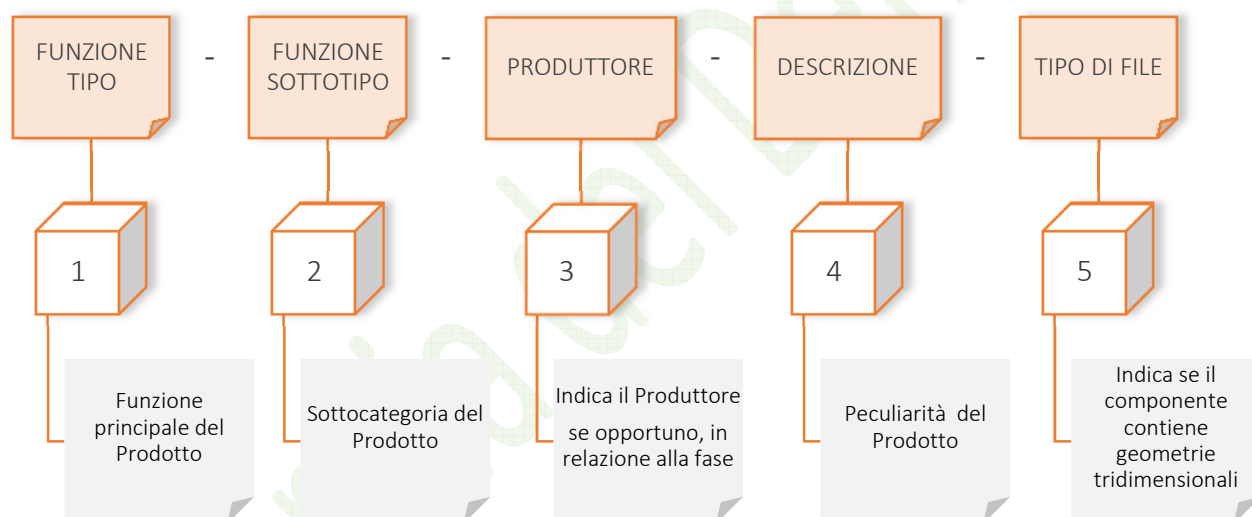 FUNZIONE
TIPO
-
FUNZIONE
SOTTOTIPO
-
PRODUTTORE
-
DESCRIZIONE
-
TIPO DI FILE
1
2
3
4
5
Funzione
principale del
Prodotto
Sottocategoria del
Prodotto
Indica il Produttore
se opportuno, in
relazione alla fase
Peculiarità del
Prodotto
Indica se il
componente
contiene
geometrie
tridimensionali